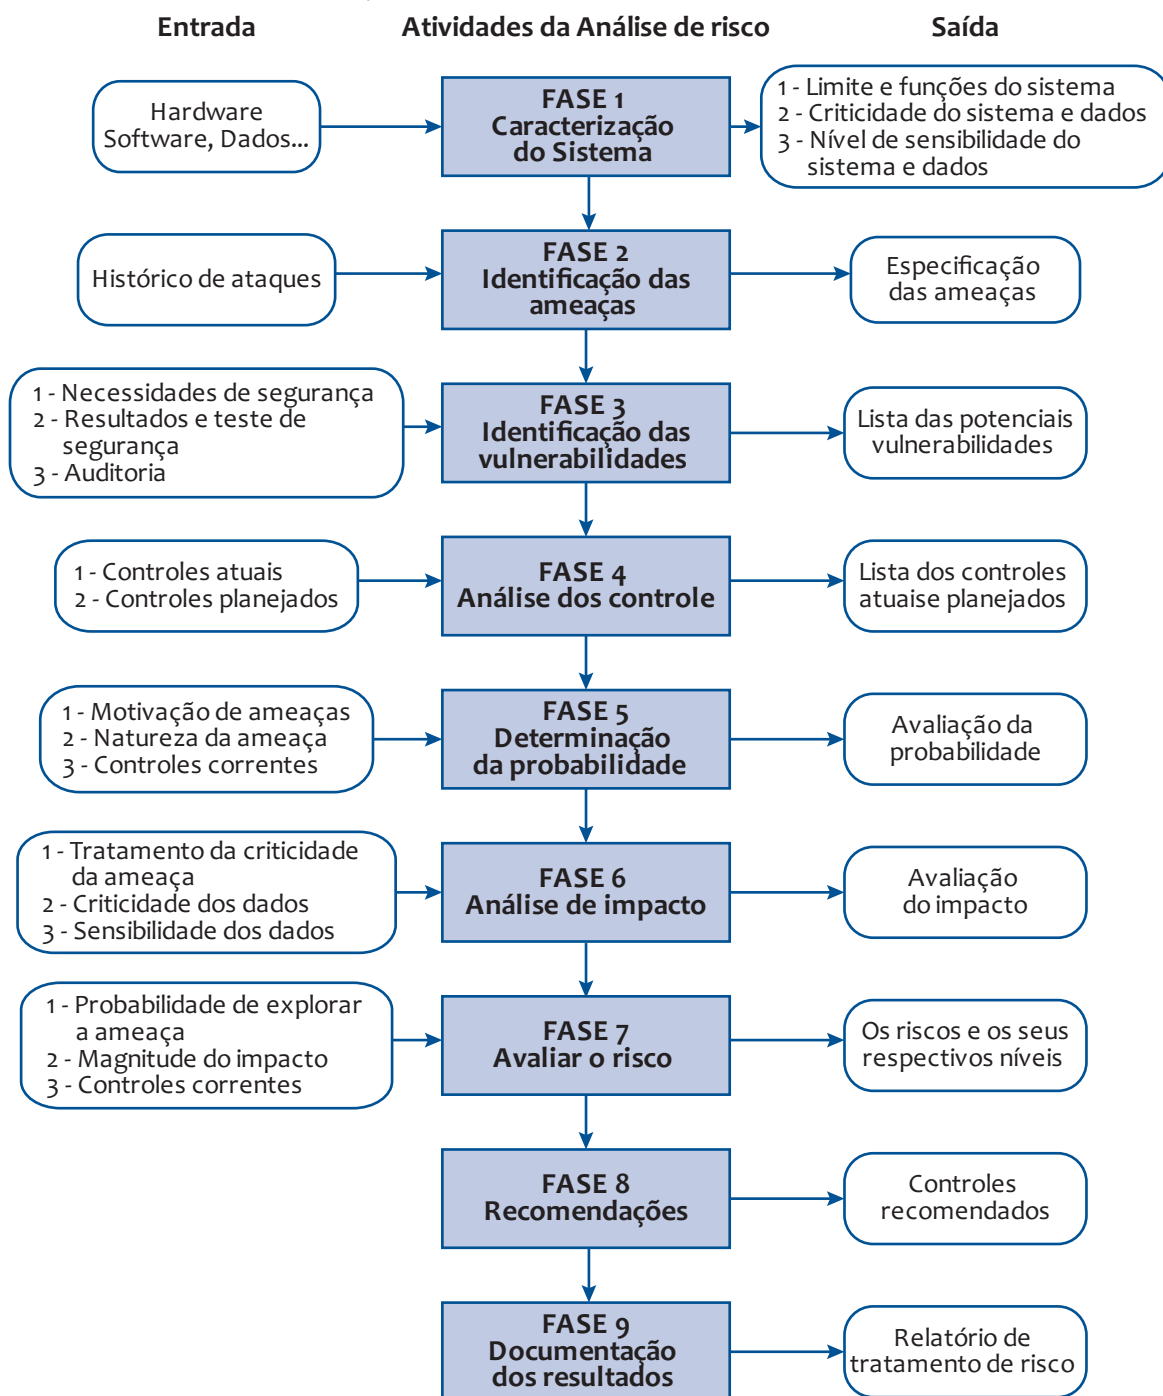 Entrada
Atividades da Análise de risco
Saída
Hardware
Software, Dados...
FASE 1
Caracterização
do Sistema
1 - Limite e funções do sistema
2 - Criticidade do sistema e dados
3 - Nível de sensibilidade do
sistema e dados
Histórico de ataques
FASE 2
Identificação das
ameaças
Especificação
das ameaças
1 - Necessidades de segurança
2 - Resultados e teste de
segurança
3 - Auditoria
FASE 3
Identificação das
vulnerabilidades
Lista das potenciais
vulnerabilidades
1 - Controles atuais
2 - Controles planejados
FASE 4
Análise dos controle
Lista dos controles
atuaise planejados
1 - Motivação de ameaças
2 - Natureza da ameaça
3 - Controles correntes
FASE 5
Determinação
da probabilidade
Avaliação da
probabilidade
1 - Tratamento da criticidade
da ameaça
2 - Criticidade dos dados
3 - Sensibilidade dos dados
FASE 6
Análise de impacto
Avaliação
do impacto
1 - Probabilidade de explorar
a ameaça
2 - Magnitude do impacto
3 - Controles correntes
FASE 7
Avaliar o risco
Os riscos e os seus
respectivos níveis
FASE 8
Recomendações
Controles
recomendados
FASE 9
Documentação
dos resultados
Relatório de
tratamento de risco